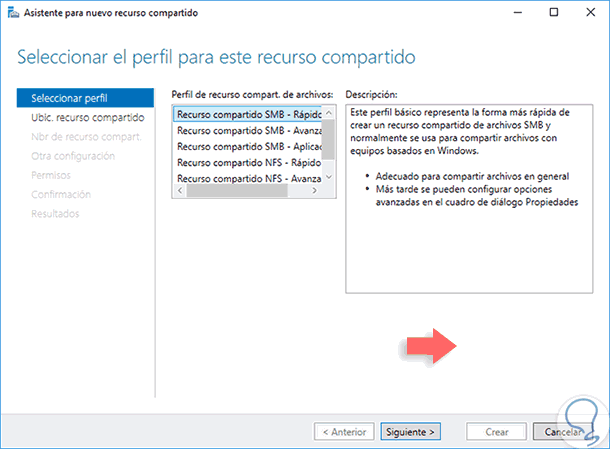 Asistente para nuevo recurso compartido
Seleccionar el perfil para este recurso compartido
Seleccionar perfil
Ubic. recurso compartido
Nbr de recurso compart.
Otra configuración
Permisos
Confirmación
Resultados
Perfil de recurso compart. de archivos:
Recurso compartido SMB - Rápido
Recurso compartido SMB - Avanza
Recurso compartido SMB - Aplicac
Recurso compartido NFS - Rápido
Recurso compartido NFS - Avanza
Descripción:
Este perfil básico representa la forma más rápida de
crear un recurso compartido de archivos SMB y
normalmente se usa para compartir archivos con
equipos basados en Windows.
• Adecuado para compartir archivos en general
• Más tarde se pueden configurar opciones
avanzadas en el cuadro de diálogo Propiedades
< Anterior
Siguiente >
Crear
Cancelar